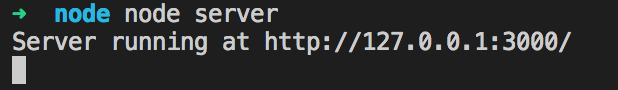 ➜ node node server
Server running at http://127.0.0.1:3000/